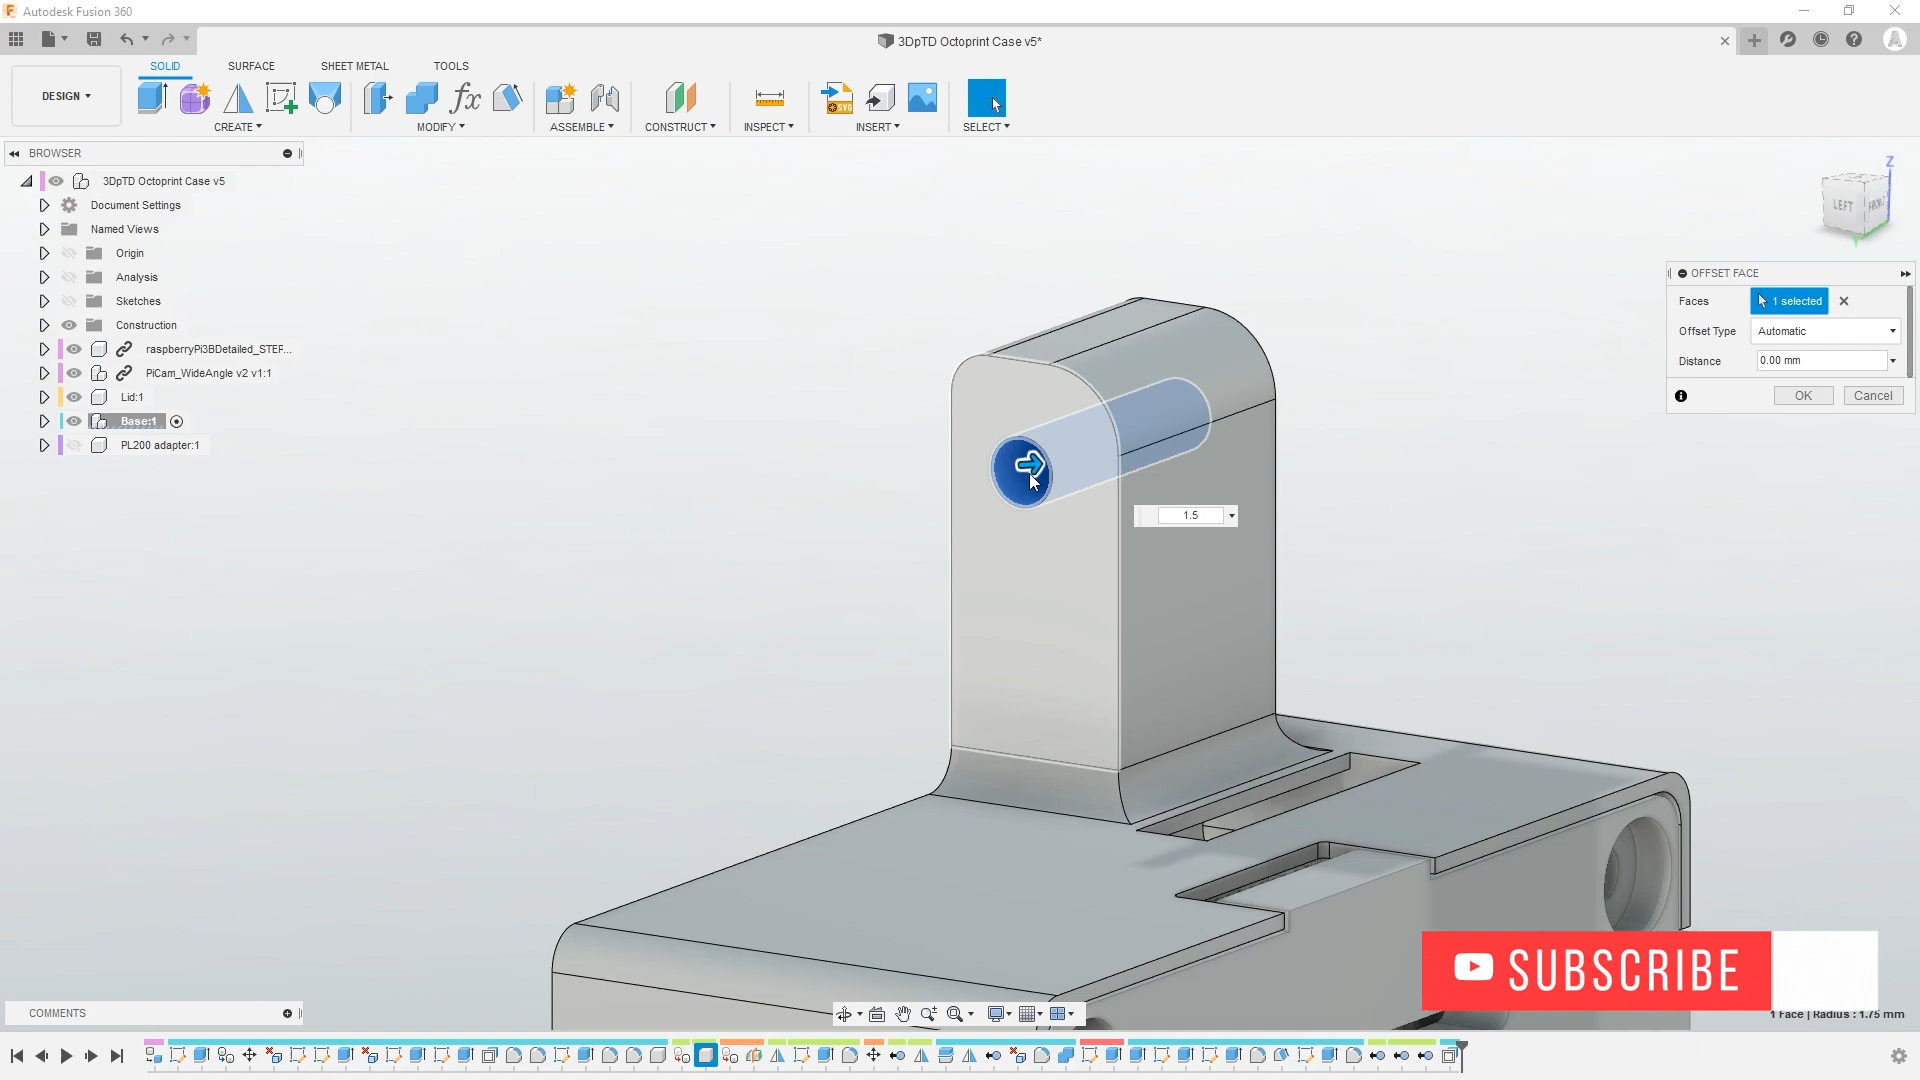 Autodesk Fusion 360
3DpTD Octoprint Case v5*
DESIGN
SOLID
SURFACE
SHEET METAL
TOOLS
CREATE
MODIFY
ASSEMBLE
CONSTRUCT
INSPECT
INSERT
SELECT
BROWSER
3DpTD Octoprint Case v5
Document Settings
Named Views
Origin
Analysis
Sketches
Construction
raspberryPi3BDetailed_STEF...
PiCam_WideAngle v2 v1:1
Lid:1
Base:1
PL200 adapter:1
Z
LEFT
FRONT
OFFSET FACE
Faces
1 selected
Offset Type
Automatic
Distance
0.00 mm
OK
Cancel
1.5
SUBSCRIBE
1 Face | Radius : 1.75 mm
COMMENTS